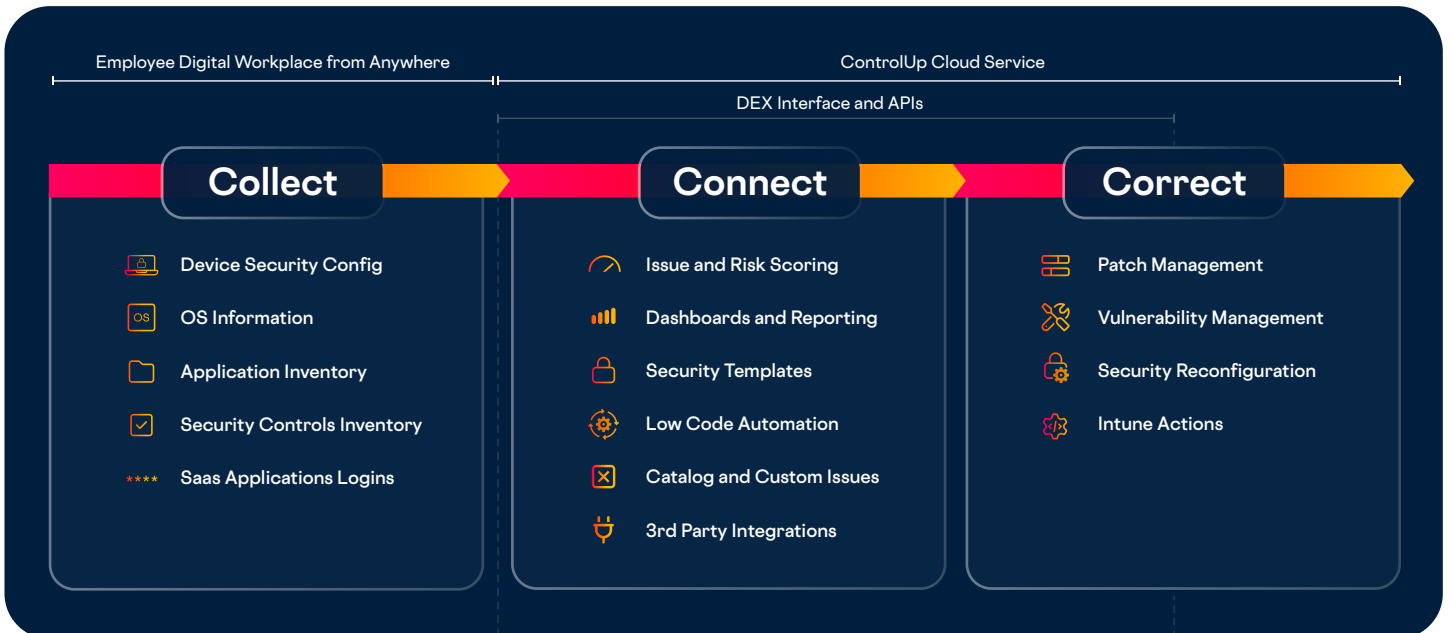 Employee Digital Workplace from Anywhere
ControlUp Cloud Service
DEX Interface and APIs
Collect
Device Security Config
OS
OS Information
Application Inventory
Security Controls Inventory
****
Saas Applications Logins
Connect
Issue and Risk Scoring
Dashboards and Reporting
Security Templates
Low Code Automation
Catalog and Custom Issues
3rd Party Integrations
Correct
Patch Management
Vulnerability Management
Security Reconfiguration
</>
Intune Actions